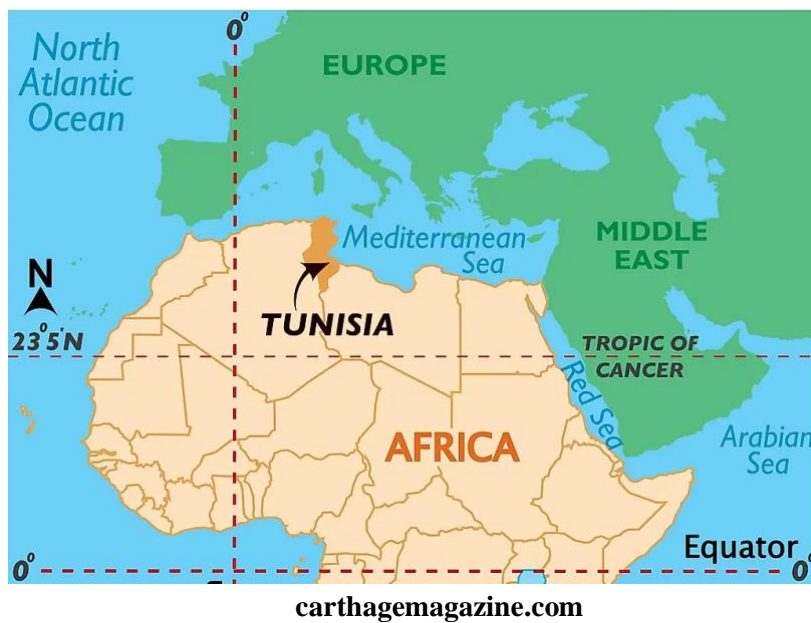 0°
North
Atlantic
Ocean
EUROPE
Mediterranean
Sea
MIDDLE
EAST
N
23°5'N
TUNISIA
TROPIC OF
CANCER
Red Sea
AFRICA
Arabian
Sea
Equator
0°
0°
carthagemagazine.com